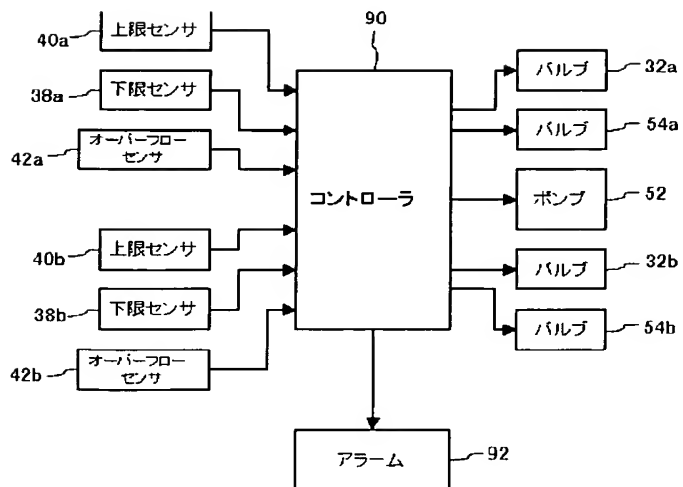 90
上限センサ
40a
バルブ
32a
下限センサ
38a
バルブ
54a
オーバーフロー
センサ
42a
コントローラ
ポンプ
52
上限センサ
40b
バルブ
32b
下限センサ
38b
バルブ
54b
オーバーフロー
センサ
42b
アラーム
92